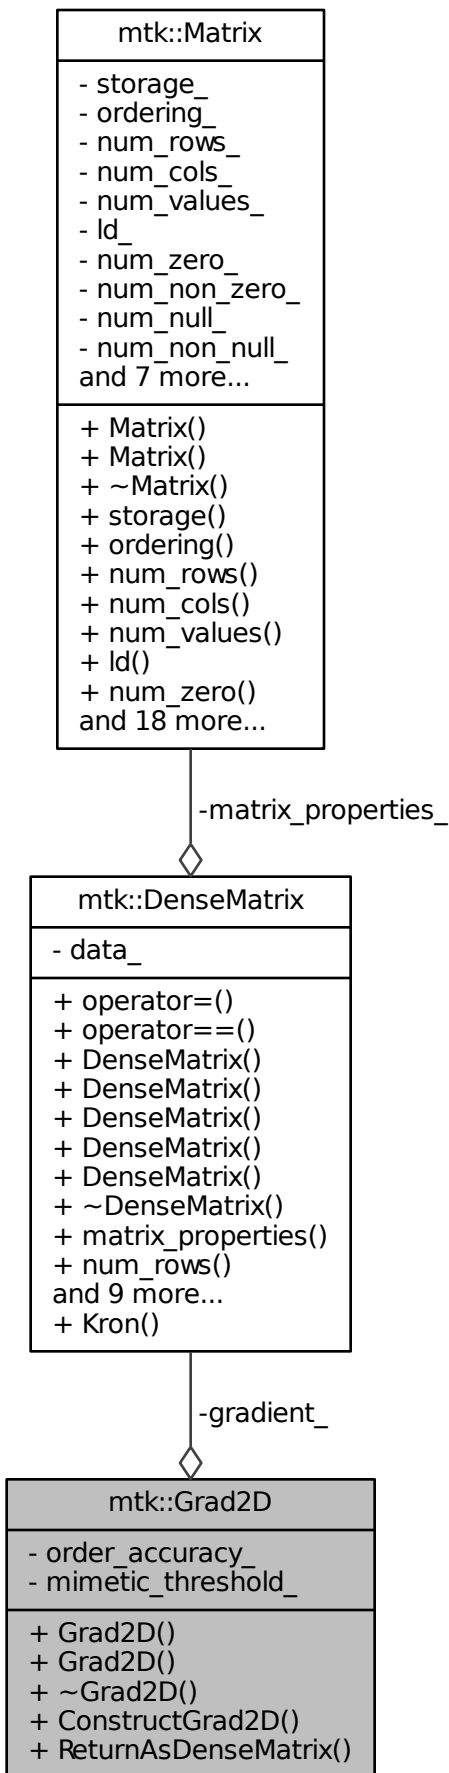 mtk::Matrix
- storage_
- ordering_
- num_rows_
- num_cols_
- num_values_
- ld_
- num_zero_
- num_non_zero_
- num_null_
- num_non_null_
and 7 more...
+ Matrix()
+ Matrix()
+ ~Matrix()
+ storage()
+ ordering()
+ num_rows()
+ num_cols()
+ num_values()
+ ld()
+ num_zero()
and 18 more...
-matrix_properties_
mtk::DenseMatrix
- data_
+ operator=()
+ operator==()
+ DenseMatrix()
+ DenseMatrix()
+ DenseMatrix()
+ DenseMatrix()
+ DenseMatrix()
+ ~DenseMatrix()
+ matrix_properties()
+ num_rows()
and 9 more...
+ Kron()
-gradient_
mtk::Grad2D
- order_accuracy_
- mimetic_threshold_
+ Grad2D()
+ Grad2D()
+ ~Grad2D()
+ ConstructGrad2D()
+ ReturnAsDenseMatrix()